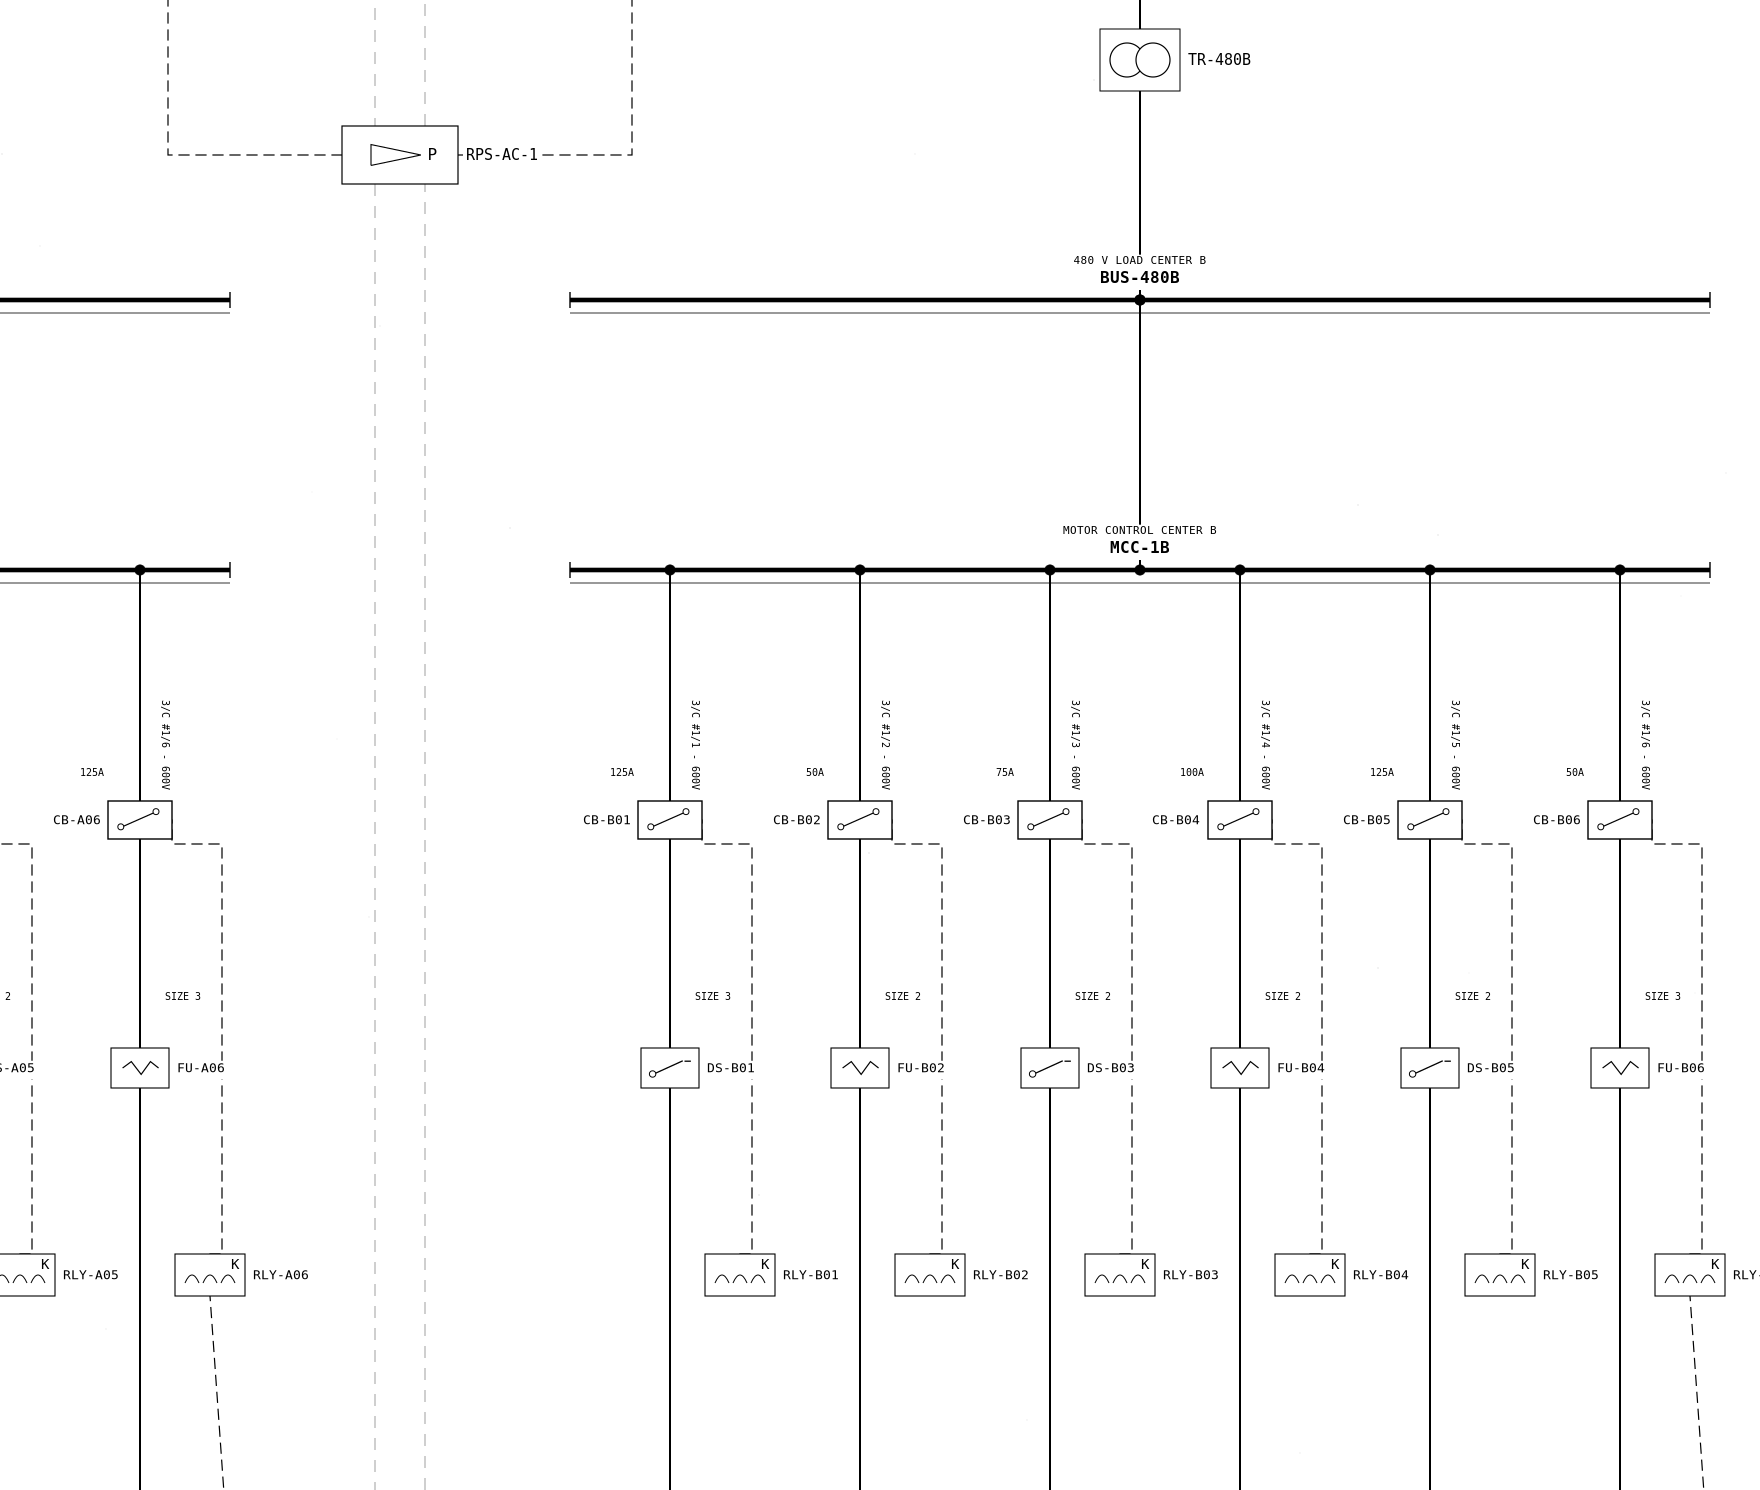 TR-480B
P
RPS-AC-1
480 V LOAD CENTER B
BUS-480B
MOTOR CONTROL CENTER B
MCC-1B
3/C #1/6 - 600V
3/C #1/1 - 600V
3/C #1/2 - 600V
3/C #1/3 - 600V
3/C #1/4 - 600V
3/C #1/5 - 600V
3/C #1/6 - 600V
125A
125A
50A
75A
100A
125A
50A
CB-A06
CB-B01
CB-B02
CB-B03
CB-B04
CB-B05
CB-B06
2
SIZE 3
SIZE 3
SIZE 2
SIZE 2
SIZE 2
SIZE 2
SIZE 3
S-A05
FU-A06
DS-B01
FU-B02
DS-B03
FU-B04
DS-B05
FU-B06
K
RLY-A05
K
RLY-A06
K
RLY-B01
K
RLY-B02
K
RLY-B03
K
RLY-B04
K
RLY-B05
K
RLY-